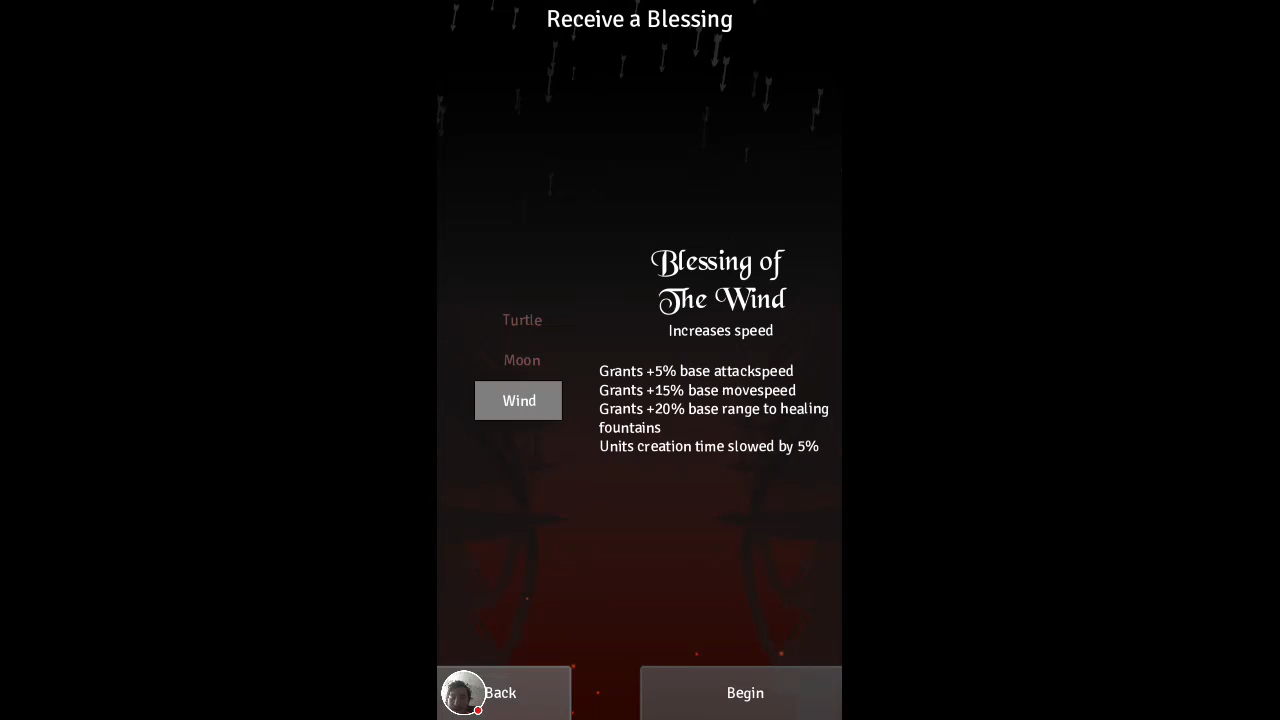 Receive a Blessing
Blessing of
The Wind
Increases speed
Turtle
Moon
Wind
Grants +5% base attackspeed
Grants +15% base movespeed
Grants +20% base range to healing
fountains
Units creation time slowed by 5%
Back
Begin